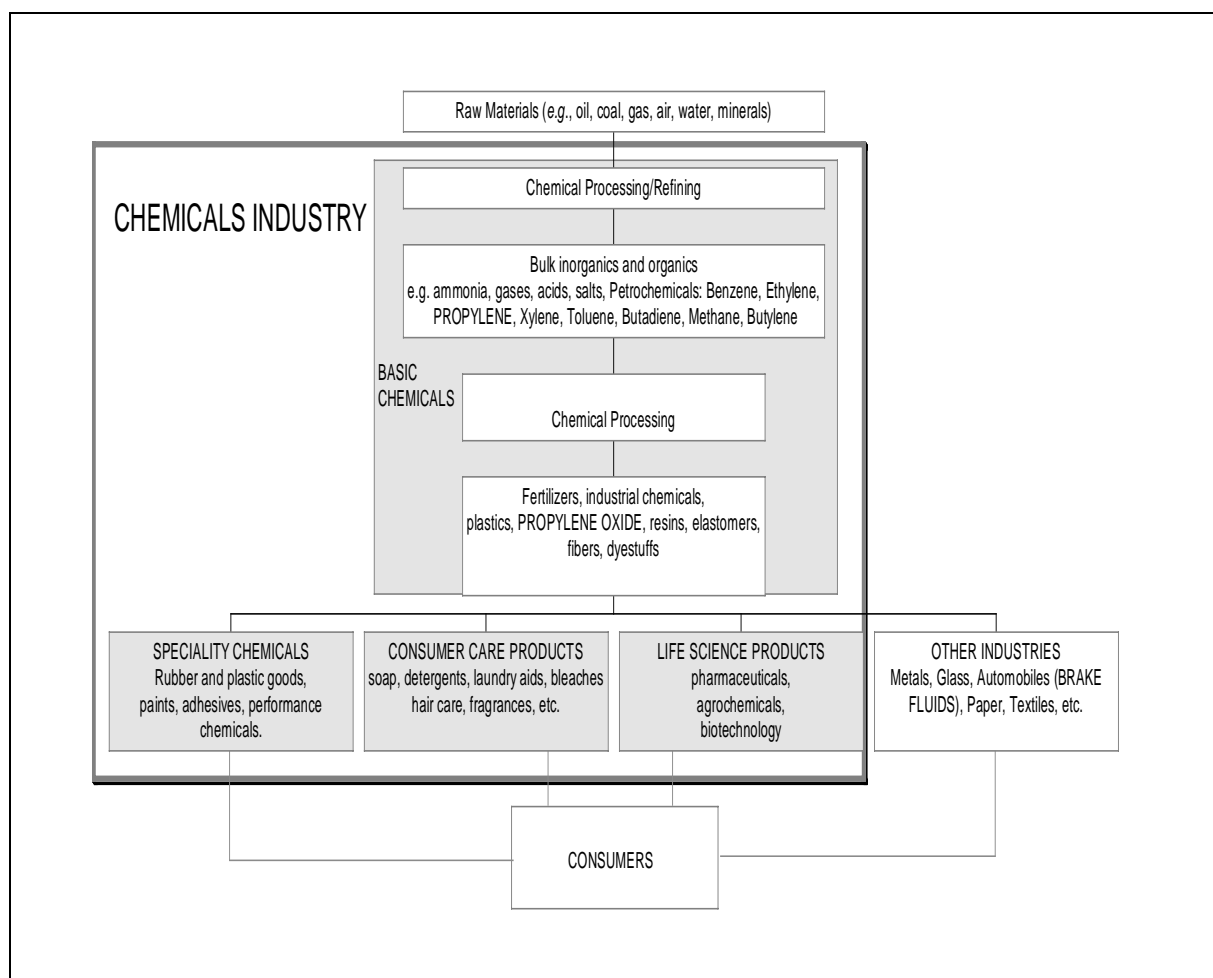 Raw Materials (e.g., oil, coal, gas, air, water, minerals)
CHEMICALS INDUSTRY
Chemical Processing/Refining
Bulk inorganics and organics
e.g. ammonia, gases, acids, salts, Petrochemicals: Benzene, Ethylene,
PROPYLENE, Xylene, Toluene, Butadiene, Methane, Butylene
BASIC
CHEMICALS
Chemical Processing
Fertilizers, industrial chemicals,
plastics, PROPYLENE OXIDE, resins, elastomers,
fibers, dyestuffs
SPECIALITY CHEMICALS
Rubber and plastic goods,
paints, adhesives, performance
chemicals.
CONSUMER CARE PRODUCTS
soap, detergents, laundry aids, bleaches
hair care, fragrances, etc.
LIFE SCIENCE PRODUCTS
pharmaceuticals,
agrochemicals,
biotechnology
OTHER INDUSTRIES
Metals, Glass, Automobiles (BRAKE
FLUIDS), Paper, Textiles, etc.
CONSUMERS